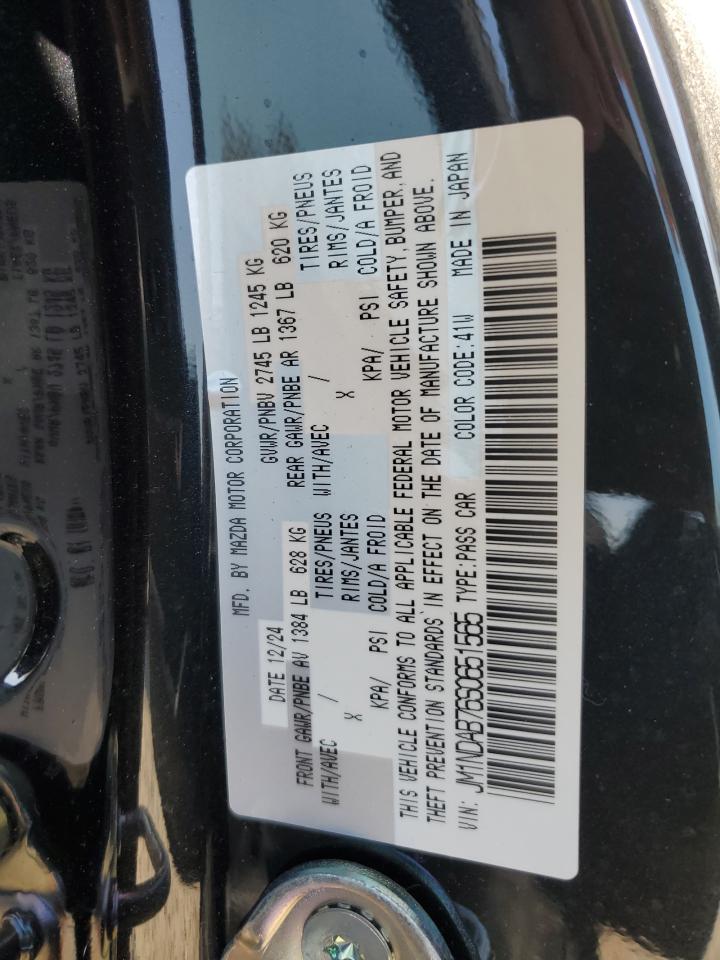 MFD. BY MAZDA MOTOR CORPORATION
DATE 12/24 GVWR/PNBV 2745 LB 1245 KG
FRONT GAWR/PNBE AV 1384 LB 628 KG REAR GAWR/PNBE AR 1367 LB 620 KG
WITH/AVEC / TIRES/PNEUS WITH/AVEC / TIRES/PNEUS
X RIMS/JANTES X RIMS/JANTES
KPA/ PSI COLD/A FROID KPA/ PSI COLD/A FROID
THIS VEHICLE CONFORMS TO ALL APPLICABLE FEDERAL MOTOR VEHICLE SAFETY, BUMPER, AND
THEFT PREVENTION STANDARDS IN EFFECT ON THE DATE OF MANUFACTURE SHOWN ABOVE.
VIN: JM1NDAB76S0651565 TYPE:PASS CAR COLOR CODE:41W MADE IN JAPAN